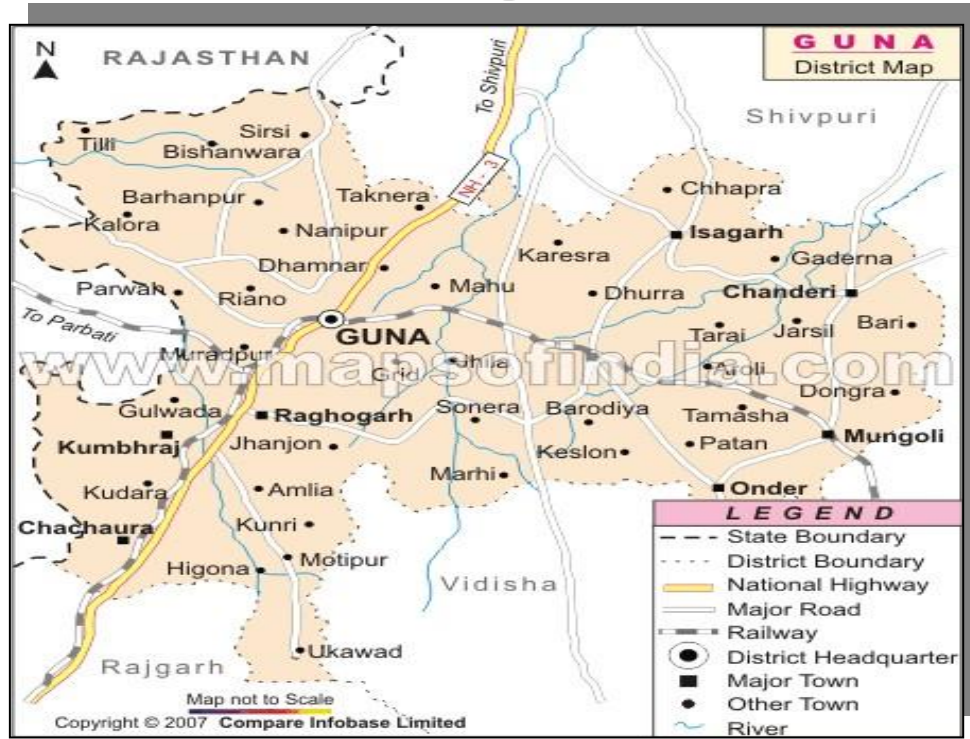 N
RAJASTHAN
To Shivpuri
GUNA
District Map
Shivpuri
Tilli
Sirsi
Bishanwara
NH - 3
Chhapra
Barhanpur
Taknera
Kalora
Nanipur
Isagarh
Karesra
Dhamnar
Gaderna
Parwah
Riano
Mahu
Dhurra
Chanderi
To Parbati
GUNA
Tarai
Jarsil
Bari
Muradpur
www.mapsofindia.com
Grid
Jhila
Aroli
Dongra
Gulwada
Raghogarh
Sonera
Barodiya
Tamasha
Kumbhraj
Jhanjon
Keslon
Patan
Mungoli
Marhi
Kudara
Amlia
Onder
Chachaura
Kunri
Higona
Motipur
Vidisha
Rajgarh
Ukawad
LEGEND
State Boundary
District Boundary
National Highway
Major Road
Railway
District Headquarter
Major Town
Other Town
River
Map not to Scale
Copyright © 2007 Compare Infobase Limited